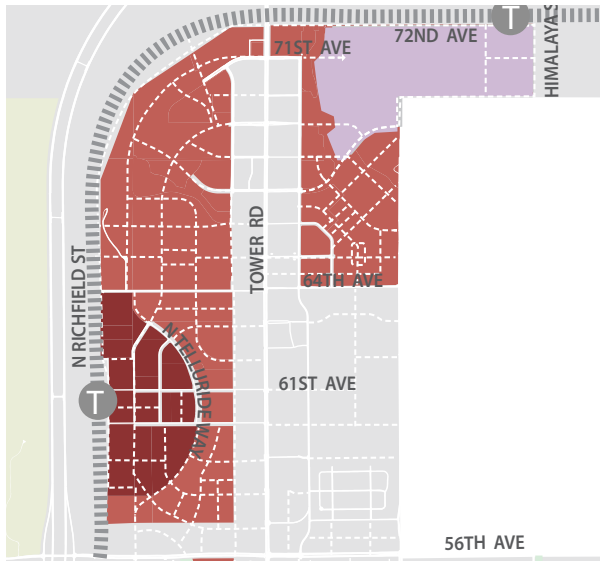 T
72ND AVE
71ST AVE
HIMALAYA S
TOWER RD
N RICHFIELD ST
64TH AVE
N TELLURIDE WAY
61ST AVE
T
56TH AVE